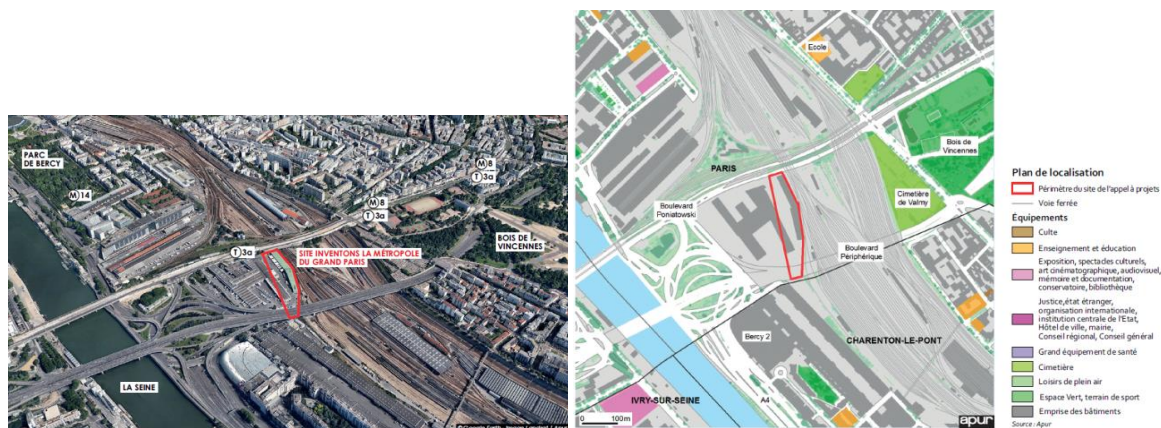 PARC
DE BERCY
M 14
M 8
T 3a
M 8
T 3a
T 3a
SITE INVENTONS LA MÉTROPOLE
DU GRAND PARIS
BOIS DE
VINCENNES
LA SEINE
Ecole
PARIS
Boulevard
Poniatowski
Bois de
Vincennes
Cimetière
de Valmy
Boulevard
Périphérique
Bercy 2
CHARENTON-LE-PONT
IVRY-SUR-SEINE
A4
0 100m
apur
Plan de localisation
Périmètre du site de l'appel à projets
Voie ferrée
Équipements
Culte
Enseignement et éducation
Exposition, spectacles culturels,
art cinématographique, audiovisuel,
mémoire et documentation,
conservatoire, bibliothèque
Justice,état étranger,
organisation internationale,
institution centrale de l'Etat,
Hôtel de ville, mairie,
Conseil régional, Conseil général
Grand équipement de santé
Cimetière
Loisirs de plein air
Espace Vert, terrain de sport
Emprise des bâtiments
Source : Apur